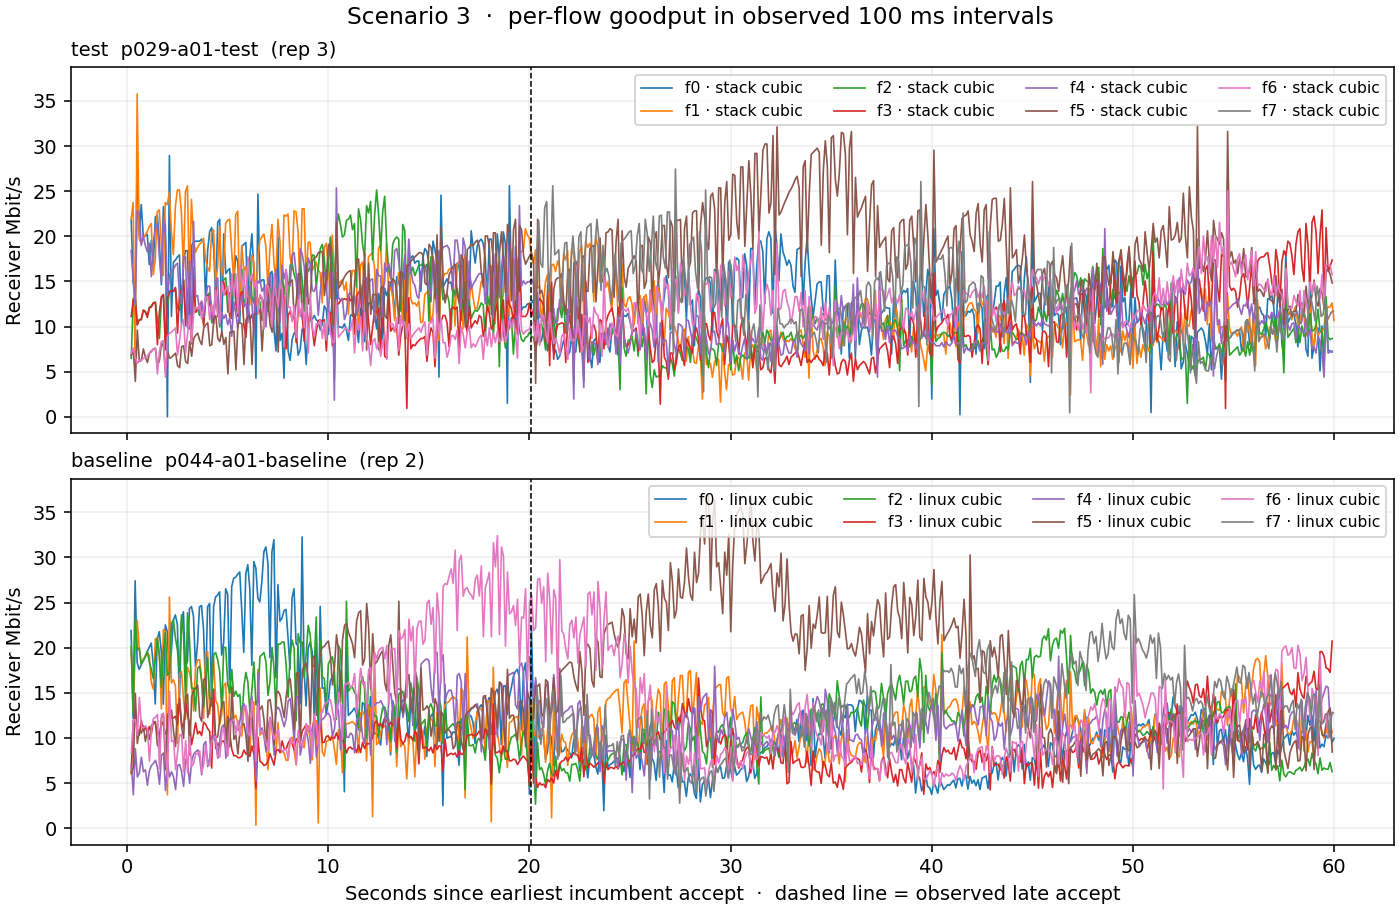 Scenario 3 · per-flow goodput in observed 100 ms intervals
test p029-a01-test (rep 3)
f0 · stack cubic f2 · stack cubic f4 · stack cubic f6 · stack cubic
f1 · stack cubic f3 · stack cubic f5 · stack cubic f7 · stack cubic
Receiver Mbit/s
35
30
25
20
15
10
5
0
baseline p044-a01-baseline (rep 2)
f0 · linux cubic f2 · linux cubic f4 · linux cubic f6 · linux cubic
f1 · linux cubic f3 · linux cubic f5 · linux cubic f7 · linux cubic
Receiver Mbit/s
35
30
25
20
15
10
5
0
0 10 20 30 40 50 60
Seconds since earliest incumbent accept · dashed line = observed late accept